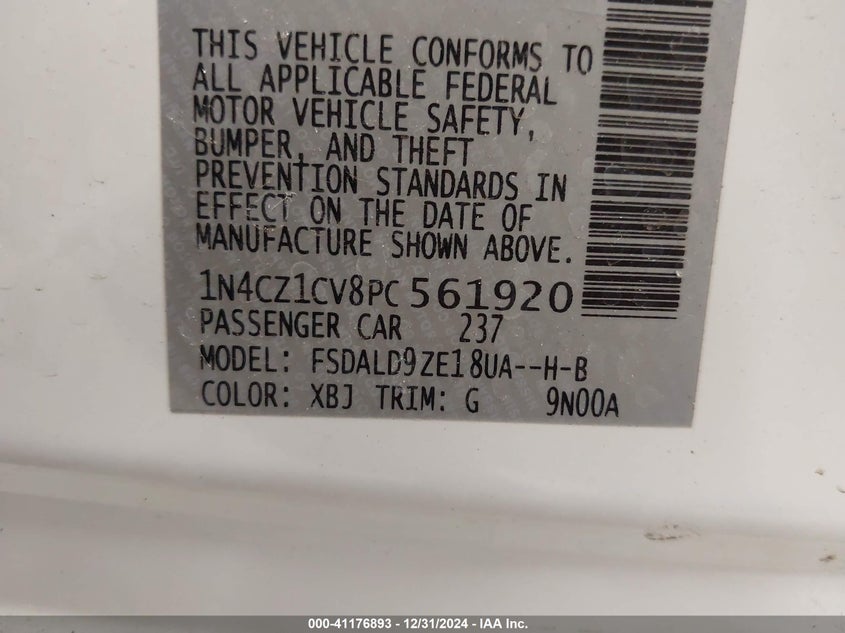 THIS VEHICLE CONFORMS TO
ALL APPLICABLE FEDERAL
MOTOR VEHICLE SAFETY,
BUMPER, AND THEFT
PREVENTION STANDARDS IN
EFFECT ON THE DATE OF
MANUFACTURE SHOWN ABOVE.
1N4CZ1CV8PC561920
PASSENGER CAR 237
MODEL: FSDALD9ZE18UA--H-B
COLOR: XBJ TRIM: G 9N00A
000-41176893 - 12/31/2024 - IAA Inc.